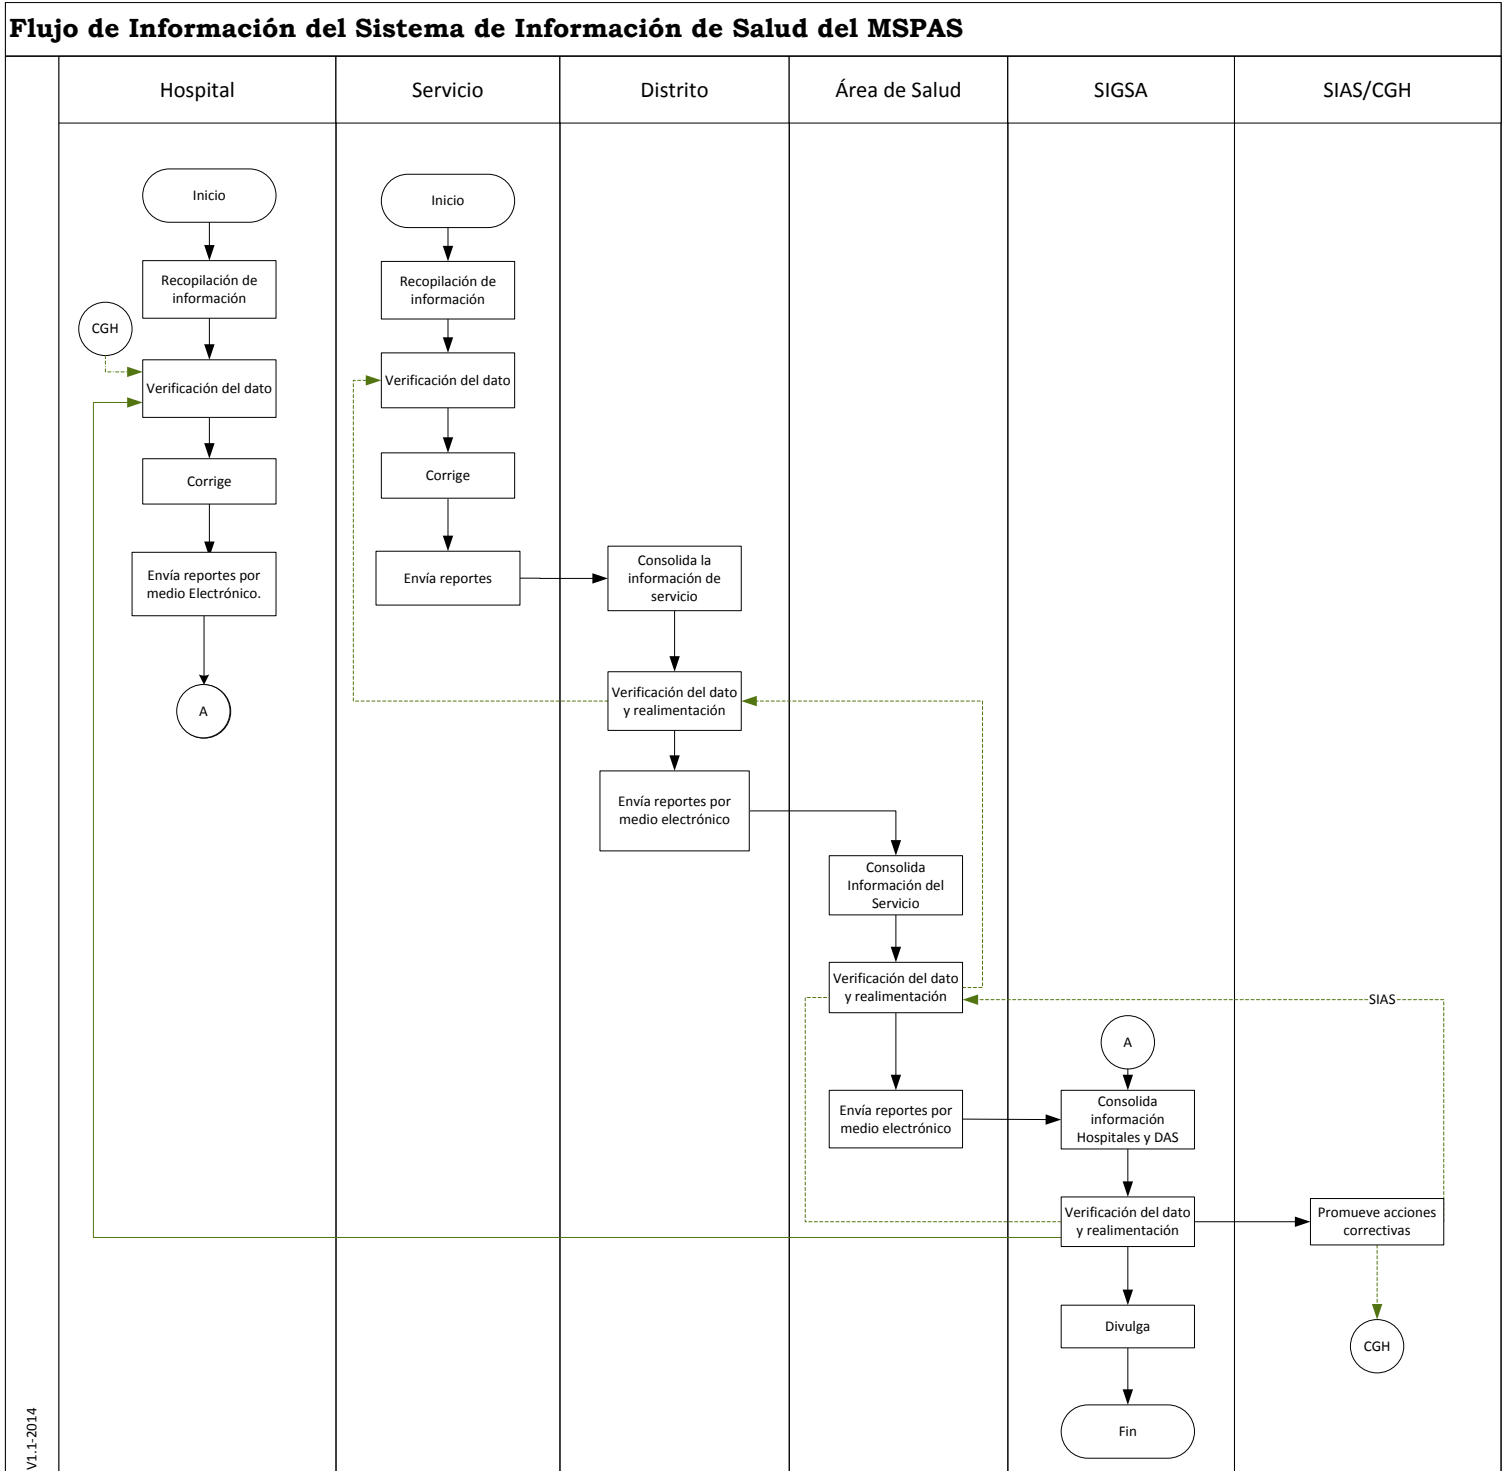 Flujo de Información del Sistema de Información de Salud del MSPAS
Hospital
Servicio
Distrito
Área de Salud
SIGSA
SIAS/CGH
Inicio
Recopilación de
información
CGH
Verificación del dato
Corrige
Envía reportes por
medio Electrónico.
A
Inicio
Recopilación de
información
Verificación del dato
Corrige
Envía reportes
Consolida la
información de
servicio
Verificación del dato
y realimentación
Envía reportes por
medio electrónico
Consolida
Información del
Servicio
Verificación del dato
y realimentación
Envía reportes por
medio electrónico
A
Consolida
información
Hospitales y DAS
Verificación del dato
y realimentación
Divulga
Fin
SIAS
Promueve acciones
correctivas
CGH
V1.1-2014